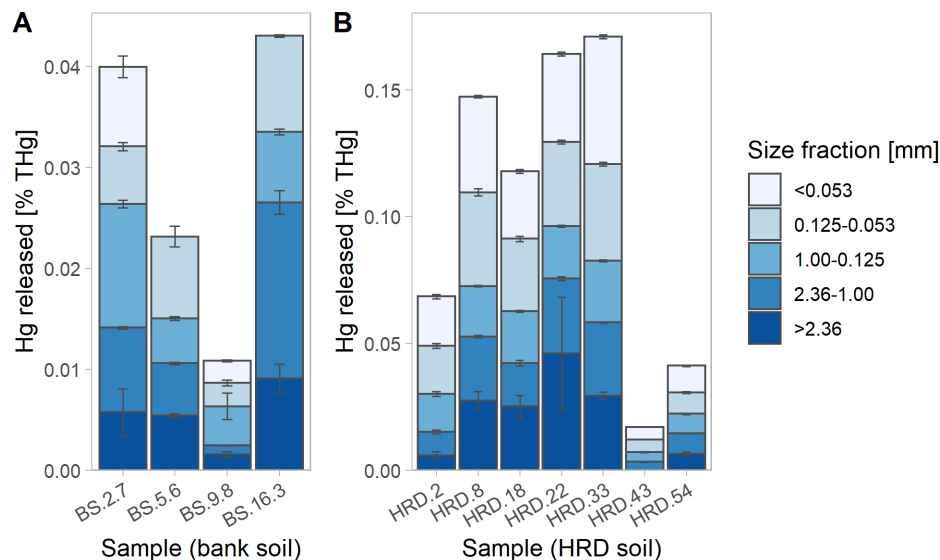 A
Hg released [% THg]
0.04
0.03
0.02
0.01
0.00
BS.2.7
BS.5.6
BS.9.8
BS.16.3
Sample (bank soil)
B
Hg released [% THg]
0.15
0.10
0.05
0.00
HRD.2
HRD.8
HRD.18
HRD.22
HRD.33
HRD.43
HRD.54
Sample (HRD soil)
Size fraction [mm]
<0.053
0.125-0.053
1.00-0.125
2.36-1.00
>2.36